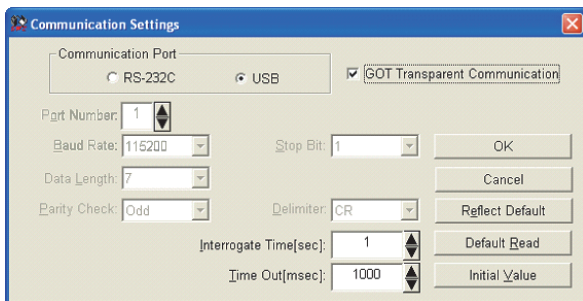 Communication Settings
Communication Port
RS-232C USB
GOT Transparent Communication
Port Number: 1
Baud Rate: 115200 Stop Bit: 1 OK
Data Length: 7 Cancel
Parity Check: Odd Delimiter: CR Reflect Default
Interrogate Time[sec]: 1 Default Read
Time Out[msec]: 1000 Initial Value